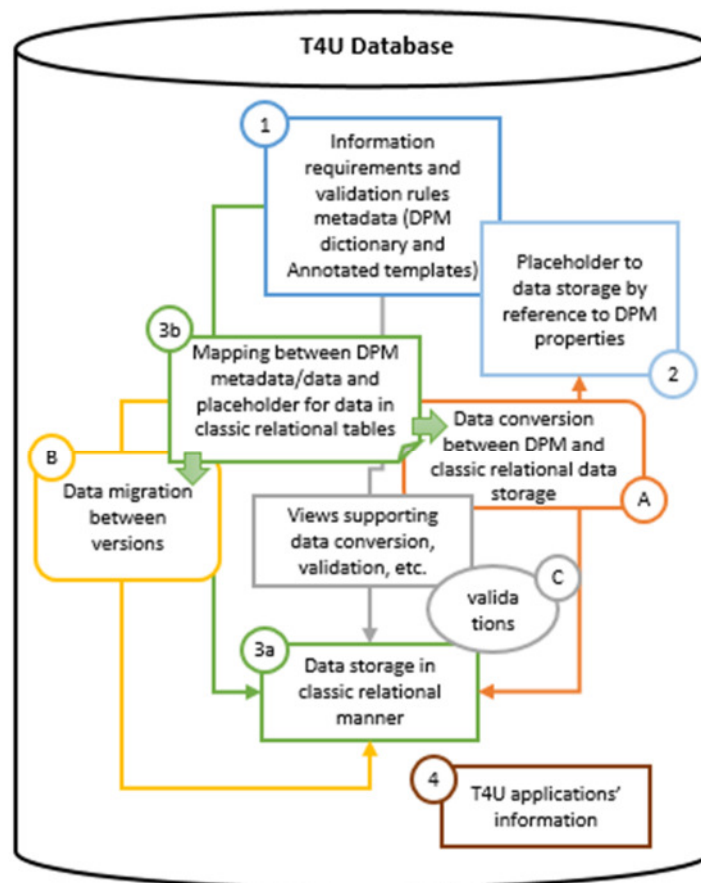 T4U Database
1
Information
requirements and
validation rules
metadata (DPM
dictionary and
Annotated templates)
Placeholder to
data storage by
reference to DPM
properties
2
3b
Mapping between DPM
metadata/data and
placeholder for data in
classic relational tables
Data conversion
between DPM and
classic relational data
storage
A
B
Data migration
between
versions
Views supporting
data conversion,
validation, etc.
C
valida
tions
3a
Data storage in
classic relational
manner
4
T4U applications’
information